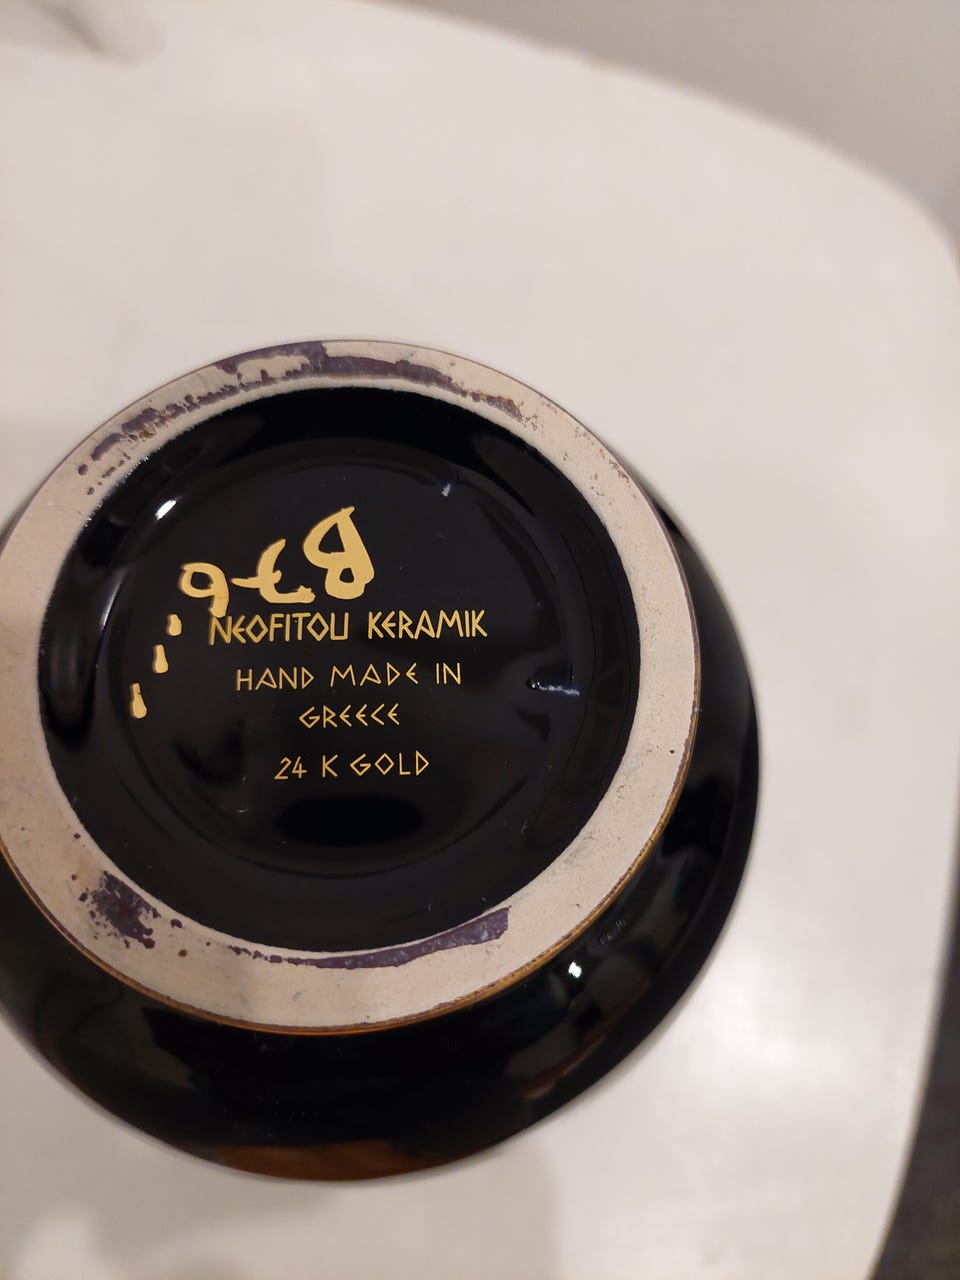 NEOFITOU KERAMIK
HAND MADE IN
GREECE
24 K GOLD